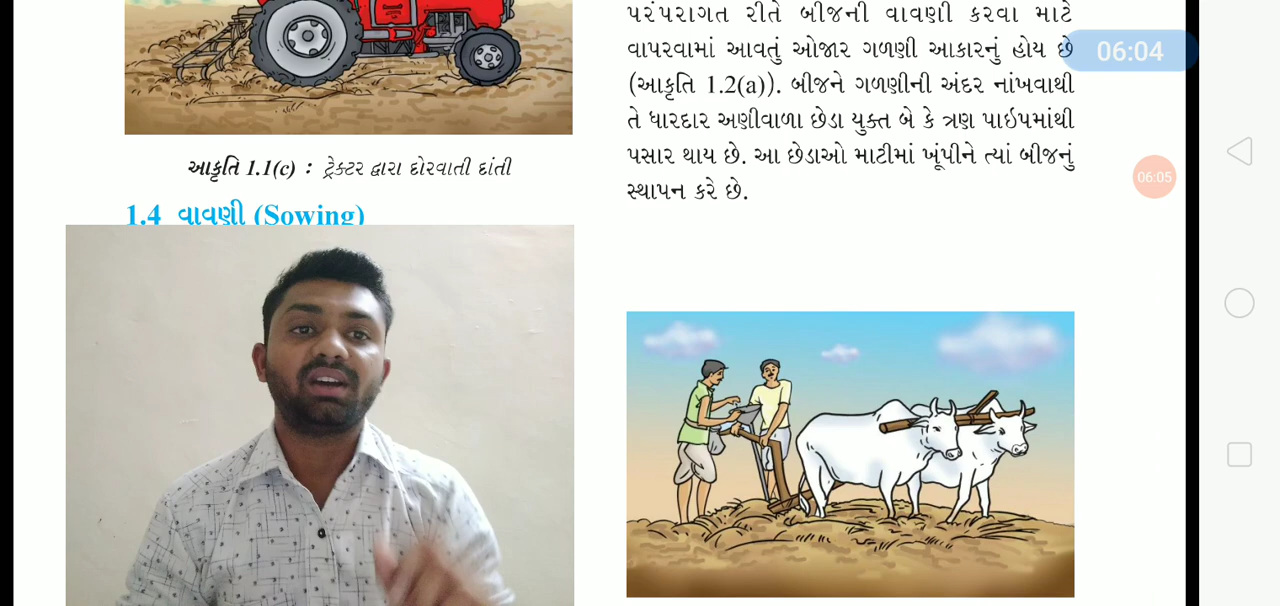 આકૃતિ 1.1(c) : ટ્રેક્ટર દ્વારા દોરવાતી દાંતી
1.4 વાવણી (Sowing)
પરંપરાગત રીતે બીજની વાવણી કરવા માટે
વાપરવામાં આવતું ઓજાર ગળણી આકારનું હોય છે
(આકૃતિ 1.2(a)). બીજને ગળણીની અંદર નાંખવાથી
તે ધારદાર અણીવાળા છેડા યુક્ત બે કે ત્રણ પાઇપમાંથી
પસાર થાય છે. આ છેડાઓ માટીમાં ખૂંપીને ત્યાં બીજનું
સ્થાપન કરે છે.
06:04
06:05